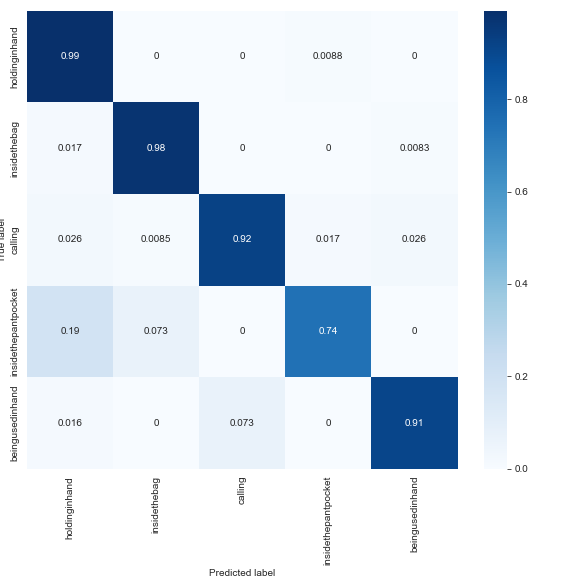 holdinginhand 0.99 0 0 0.0088 0
insidethebag 0.017 0.98 0 0 0.0083
True label
calling 0.026 0.0085 0.92 0.017 0.026
insidethepantpocket 0.19 0.073 0 0.74 0
beingusedinhand 0.016 0 0.073 0 0.91
holdinginhand insidethebag calling insidethepantpocket beingusedinhand
Predicted label
0.8
0.6
0.4
0.2
0.0